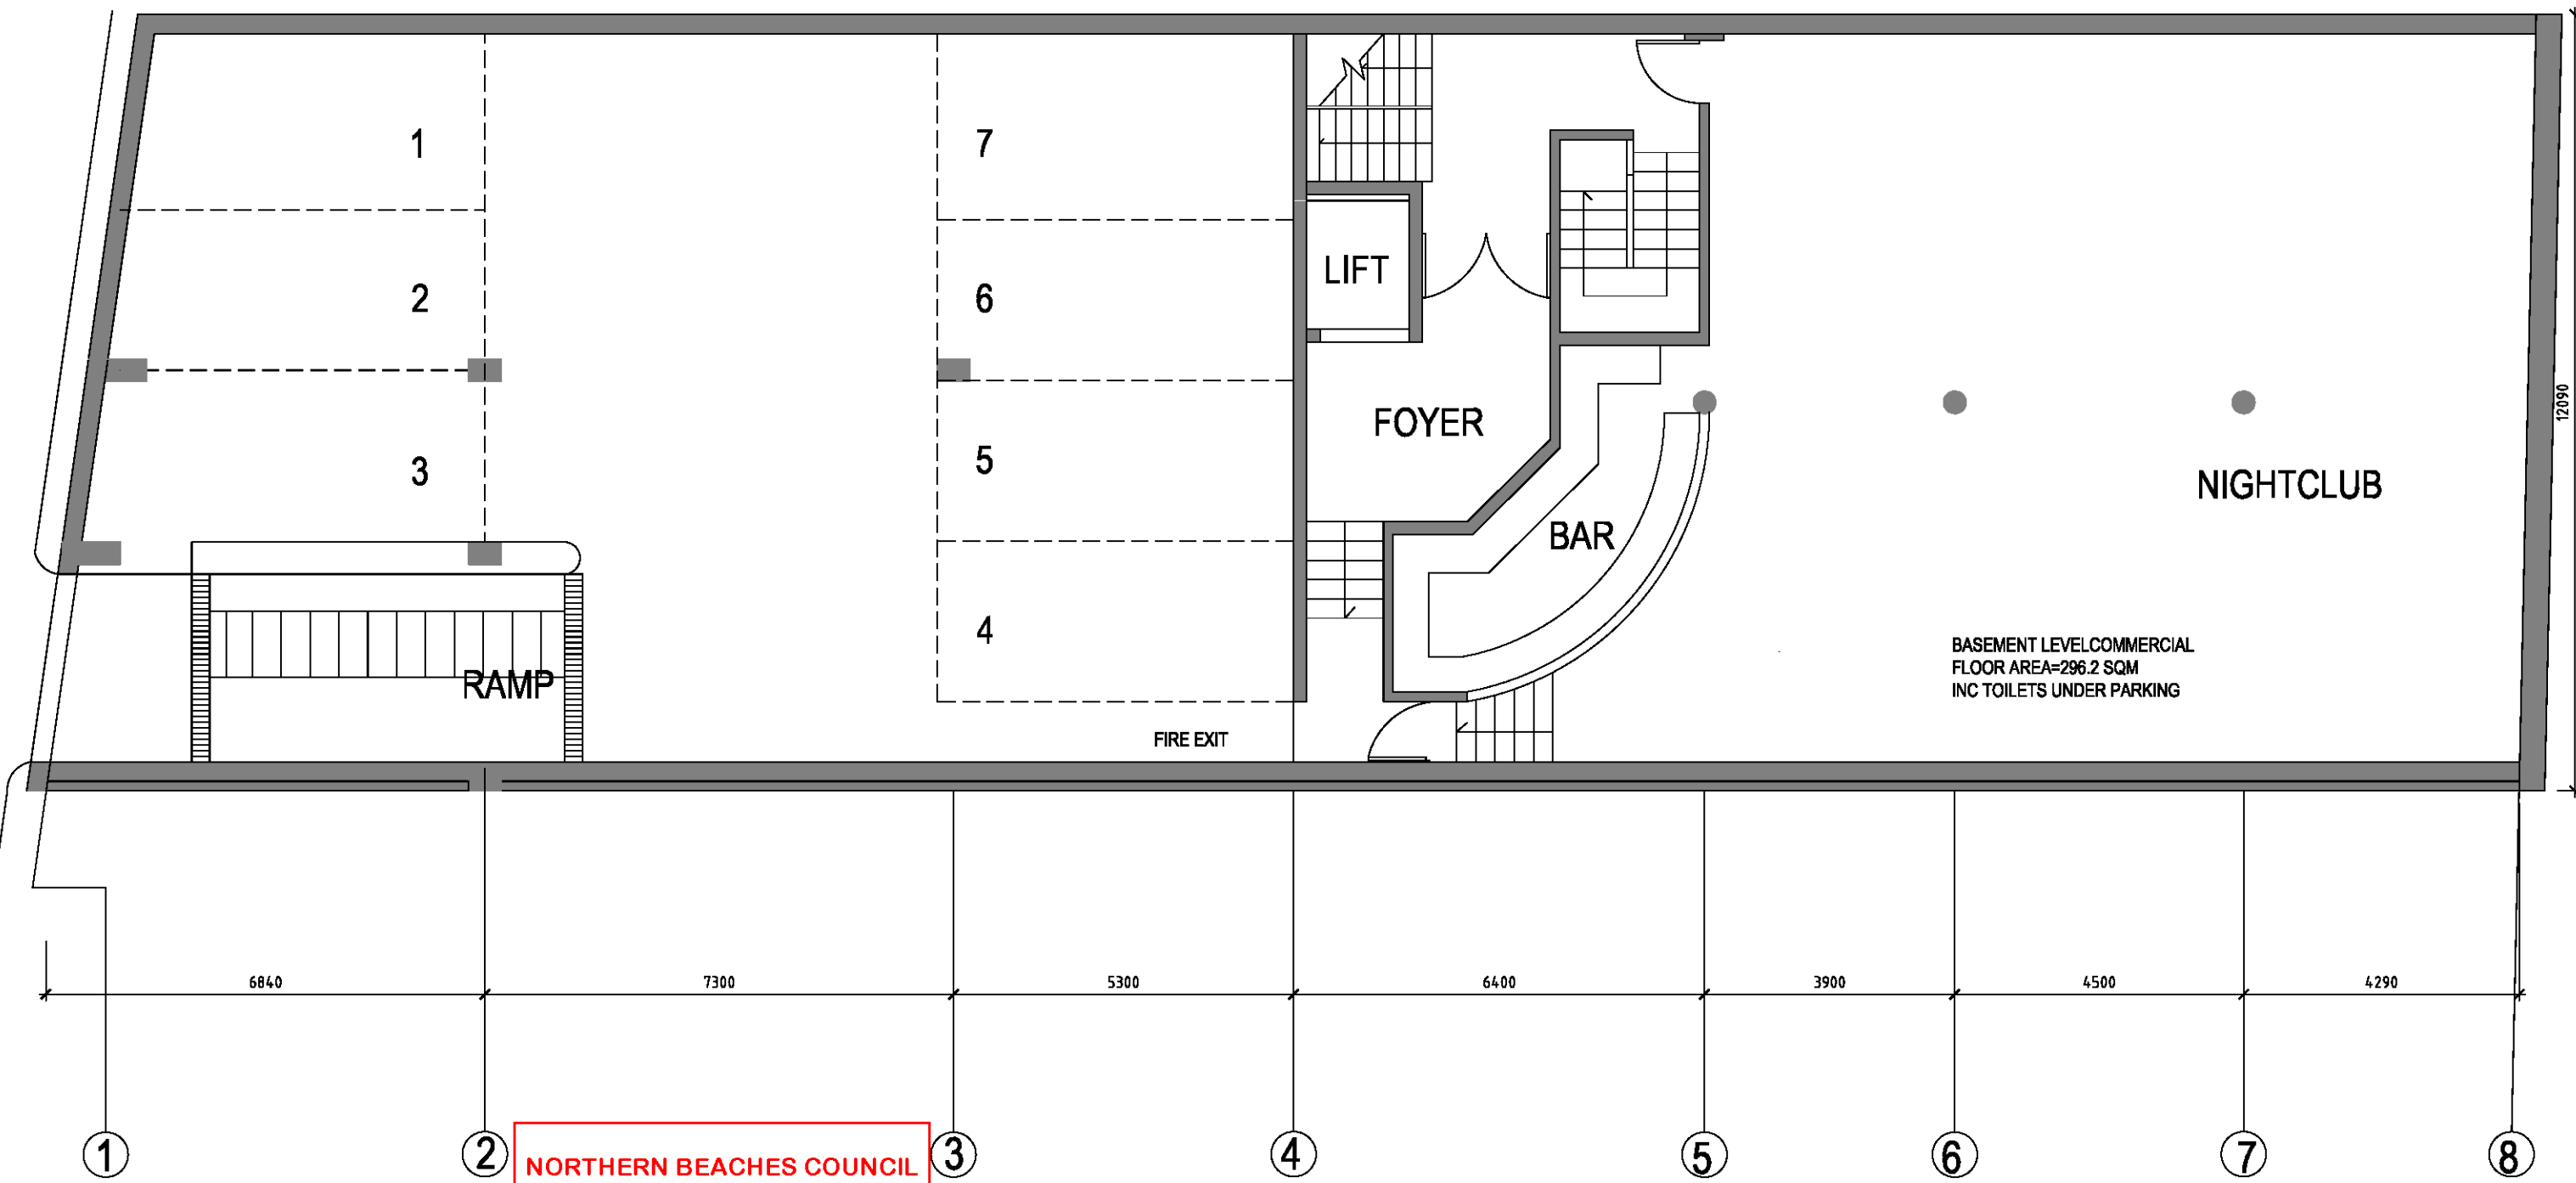 1
7
2
6
LIFT
3
5
FOYER
12090
NIGHTCLUB
BAR
4
RAMP
BASEMENT LEVELCOMMERCIAL
FLOOR AREA=296.2 SQM
INC TOILETS UNDER PARKING
FIRE EXIT
6840 7300 5300 6400 3900 4500 4290
1 2 3 4 5 6 7 8
NORTHERN BEACHES COUNCIL